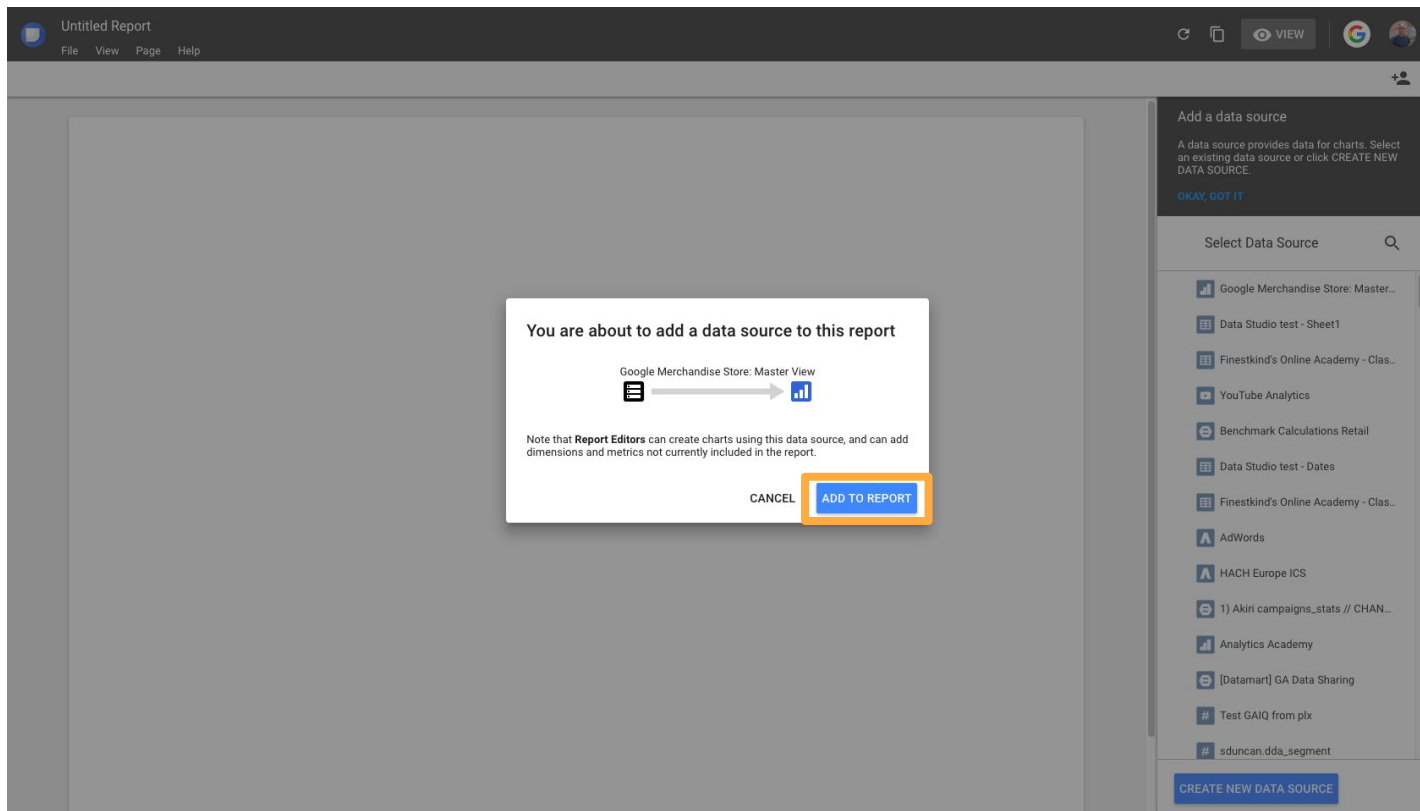 Untitled Report
File View Page Help
VIEW
Add a data source
A data source provides data for charts. Select
an existing data source or click CREATE NEW
DATA SOURCE.
OKAY, GOT IT
Select Data Source
Google Merchandise Store: Master...
Data Studio test - Sheet1
Finestkind's Online Academy - Clas...
YouTube Analytics
Benchmark Calculations Retail
Data Studio test - Dates
Finestkind's Online Academy - Clas...
AdWords
HACH Europe ICS
1) Akiri campaigns_stats // CHAN...
Analytics Academy
[Datamart] GA Data Sharing
Test GAIQ from plx
sduncan.dda_segment
CREATE NEW DATA SOURCE
You are about to add a data source to this report
Google Merchandise Store: Master View
Note that Report Editors can create charts using this data source, and can add
dimensions and metrics not currently included in the report.
CANCEL ADD TO REPORT